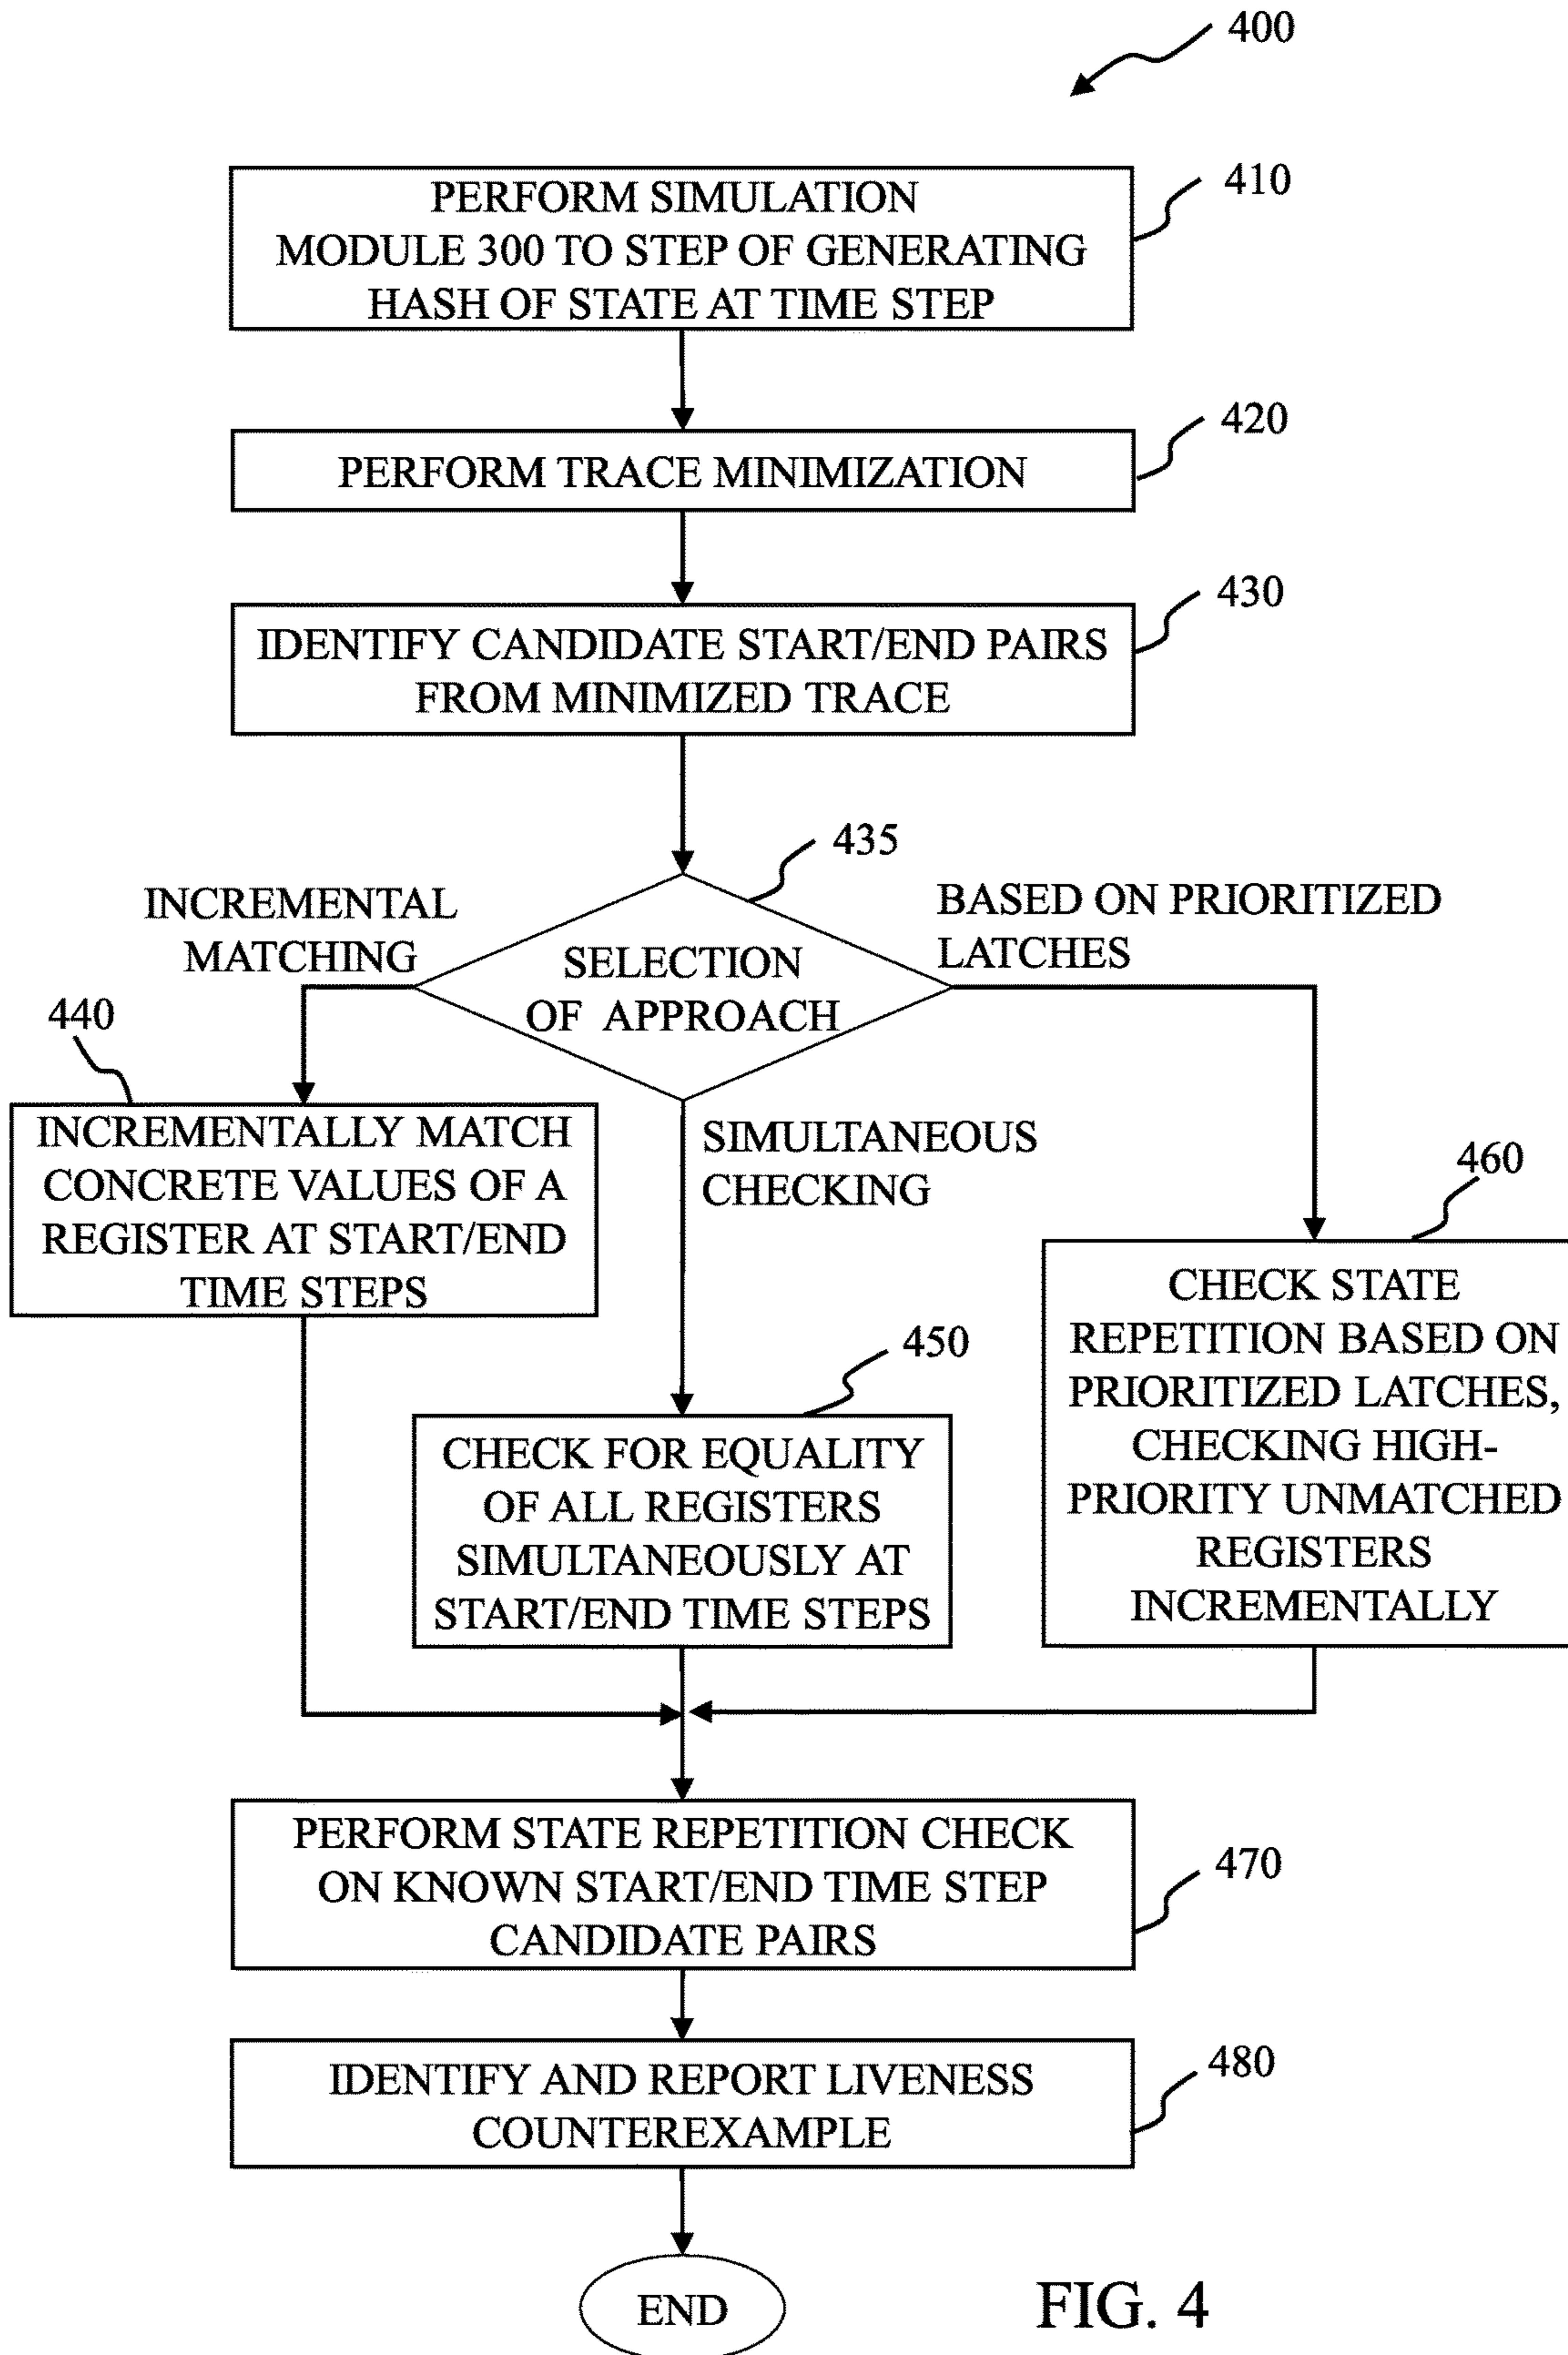 400
PERFORM SIMULATION
MODULE 300 TO STEP OF GENERATING
HASH OF STATE AT TIME STEP
410
PERFORM TRACE MINIMIZATION
420
IDENTIFY CANDIDATE START/END PAIRS
FROM MINIMIZED TRACE
430
435
SELECTION
OF APPROACH
INCREMENTAL
MATCHING
BASED ON PRIORITIZED
LATCHES
SIMULTANEOUS
CHECKING
440
INCREMENTALLY MATCH
CONCRETE VALUES OF A
REGISTER AT START/END
TIME STEPS
450
CHECK FOR EQUALITY
OF ALL REGISTERS
SIMULTANEOUSLY AT
START/END TIME STEPS
460
CHECK STATE
REPETITION BASED ON
PRIORITIZED LATCHES,
CHECKING HIGH-
PRIORITY UNMATCHED
REGISTERS
INCREMENTALLY
PERFORM STATE REPETITION CHECK
ON KNOWN START/END TIME STEP
CANDIDATE PAIRS
470
IDENTIFY AND REPORT LIVENESS
COUNTEREXAMPLE
480
END
FIG. 4